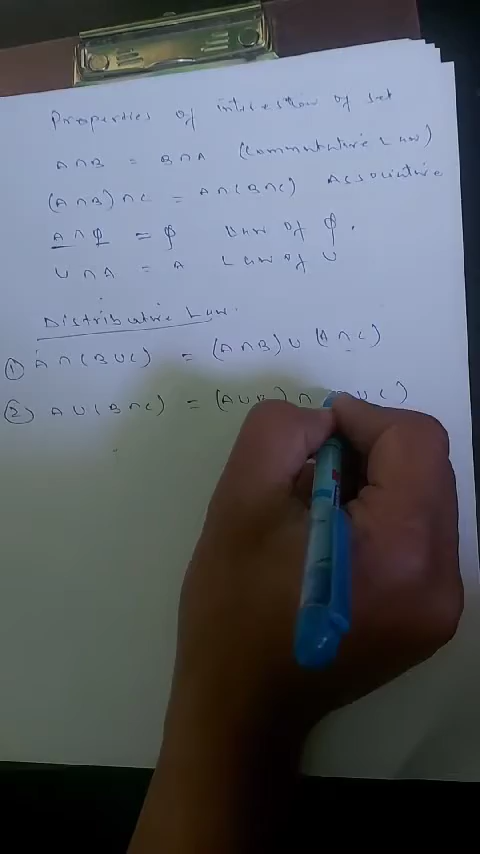 Properties of intersection of set
A∩B = B∩A (Commutative Law)
(A∩B)∩C = A∩(B∩C) Associative
A∩φ = φ Law of φ.
U∩A = A Law of U
Distributive Law.
① A∩(B∪C) = (A∩B)∪(A∩C)
② A∪(B∩C) = (A∪B)∩ ∪C)